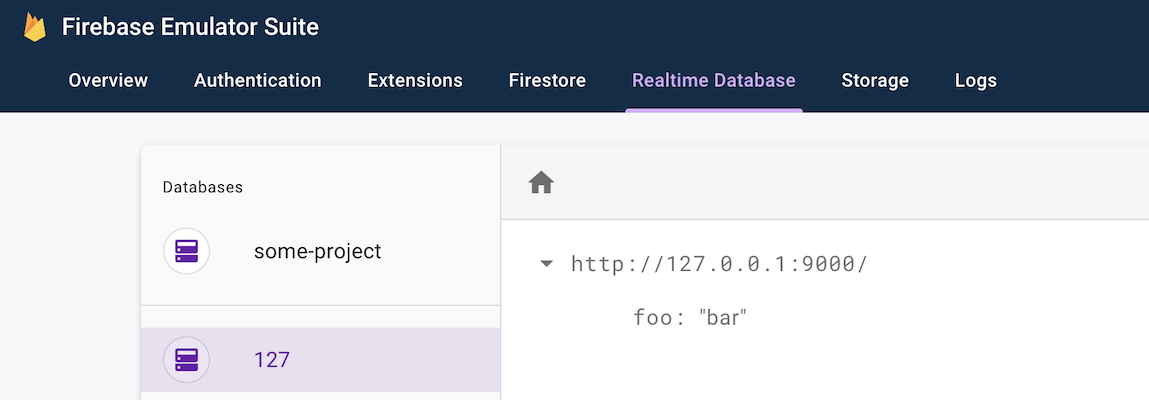 Firebase Emulator Suite
Overview Authentication Extensions Firestore Realtime Database Storage Logs
Databases
some-project
127
http://127.0.0.1:9000/
foo: "bar"